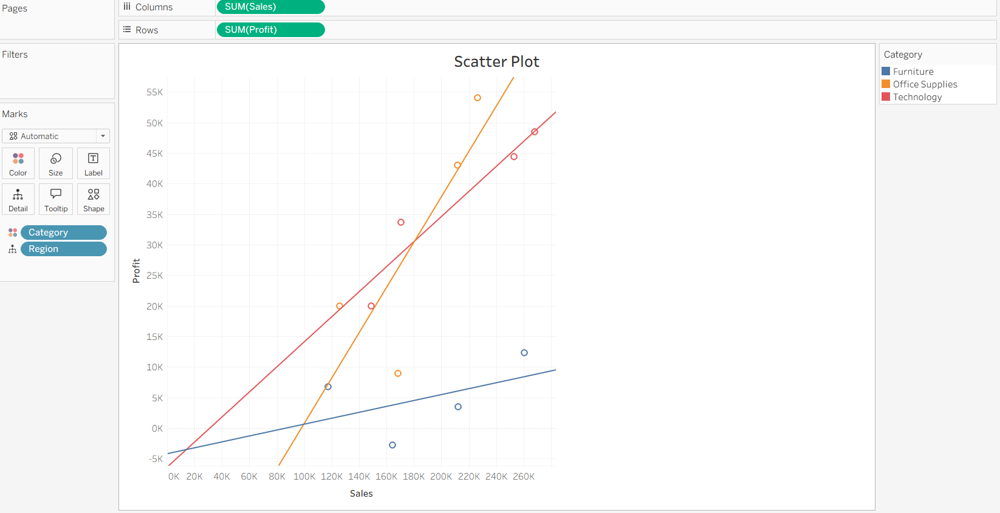 Pages
Columns
SUM(Sales)
Rows
SUM(Profit)
Filters
Marks
Automatic
Color
Size
Label
Detail
Tooltip
Shape
Category
Region
Scatter Plot
55K
50K
45K
40K
35K
30K
25K
20K
15K
10K
5K
0K
-5K
Profit
0K 20K 40K 60K 80K 100K 120K 140K 160K 180K 200K 220K 240K 260K
Sales
Category
Furniture
Office Supplies
Technology